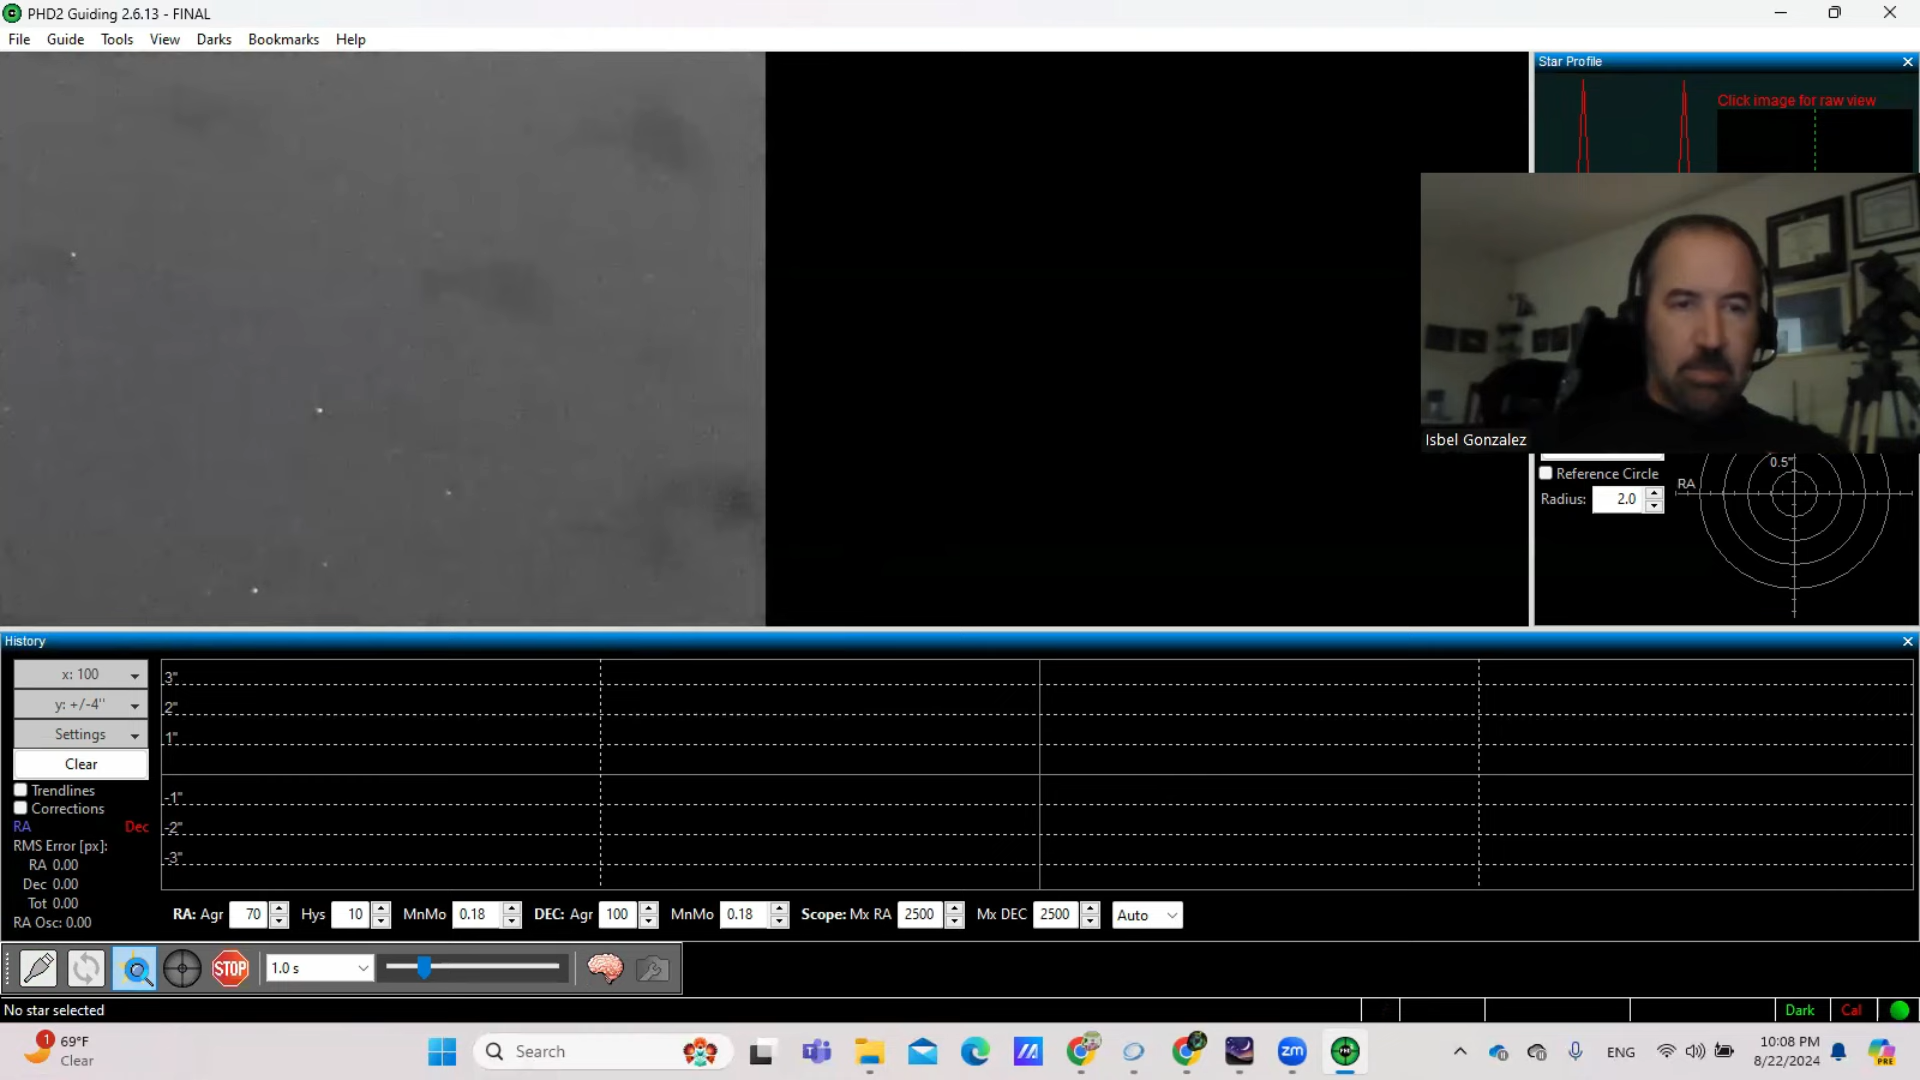 PHD2 Guiding 2.6.13 - FINAL
File Guide Tools View Darks Bookmarks Help
Star Profile
Click image for raw view
Isbel Gonzalez
Reference Circle
Radius: 2.0
0.5"
RA
History
x: 100
y: +/-4''
Settings
Clear
Trendlines
Corrections
RA Dec
RMS Error [px]:
RA 0.00
Dec 0.00
Tot 0.00
RA Osc: 0.00
3"
2"
1"
-1"
-2"
-3"
RA: Agr 70 Hys 10 MnMo 0.18 DEC: Agr 100 MnMo 0.18 Scope: Mx RA 2500 Mx DEC 2500 Auto
STOP 1.0 s
No star selected Dark Cal
1 69°F
Clear
Search
zm
ENG
10:08 PM
8/22/2024
PRE